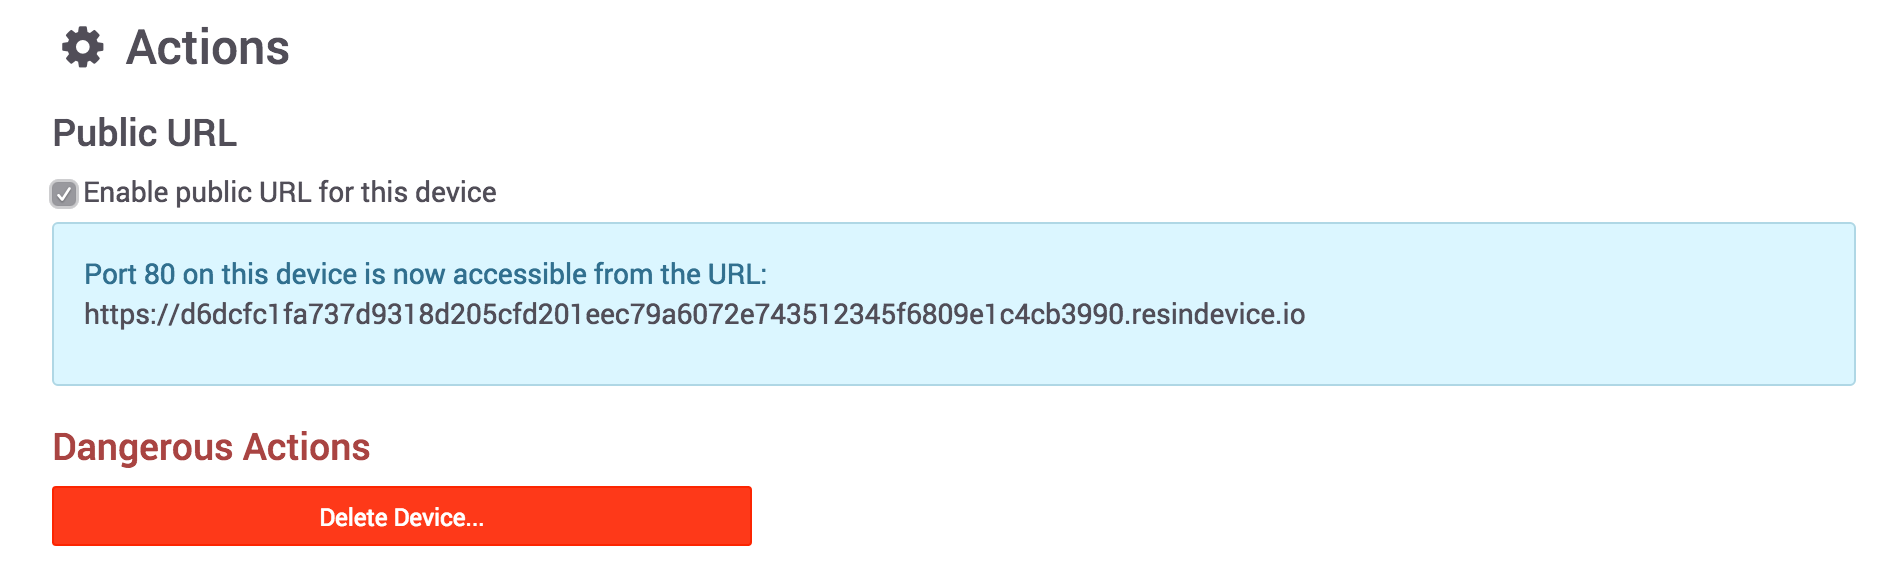 Actions
Public URL
Enable public URL for this device
Port 80 on this device is now accessible from the URL:
https://d6dcfc1fa737d9318d205cfd201eec79a6072e743512345f6809e1c4cb3990.resindevice.io
Dangerous Actions
Delete Device...